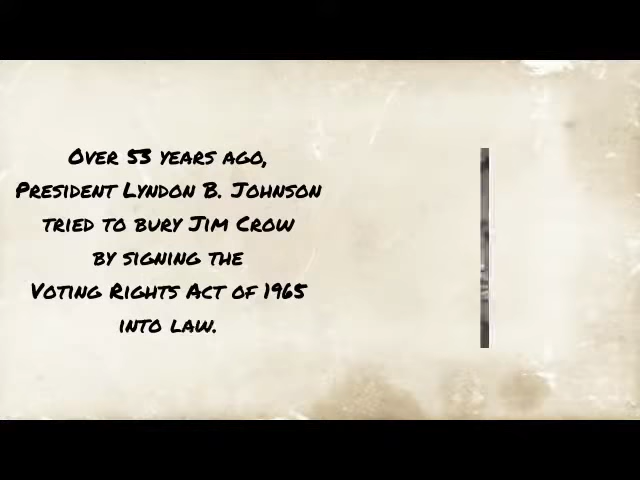 Over 53 years ago,
President Lyndon B. Johnson
tried to bury Jim Crow
by signing the
Voting Rights Act of 1965
into law.